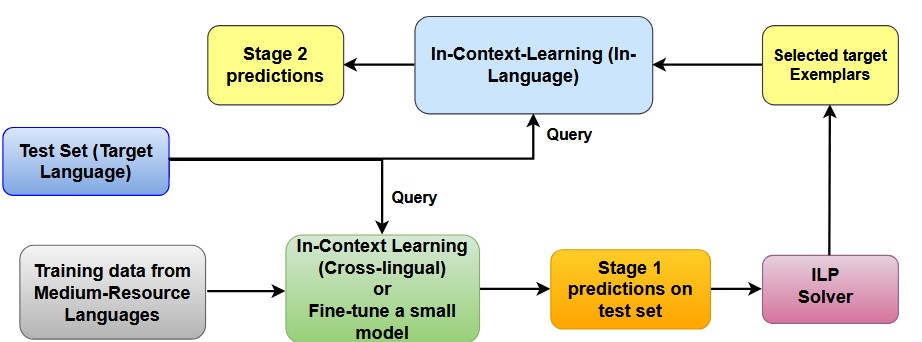 Stage 2
predictions
In-Context-Learning (In-
Language)
Selected target
Exemplars
Test Set (Target
Language)
Query
Query
Training data from
Medium-Resource
Languages
In-Context Learning
(Cross-lingual)
or
Fine-tune a small
model
Stage 1
predictions on
test set
ILP
Solver